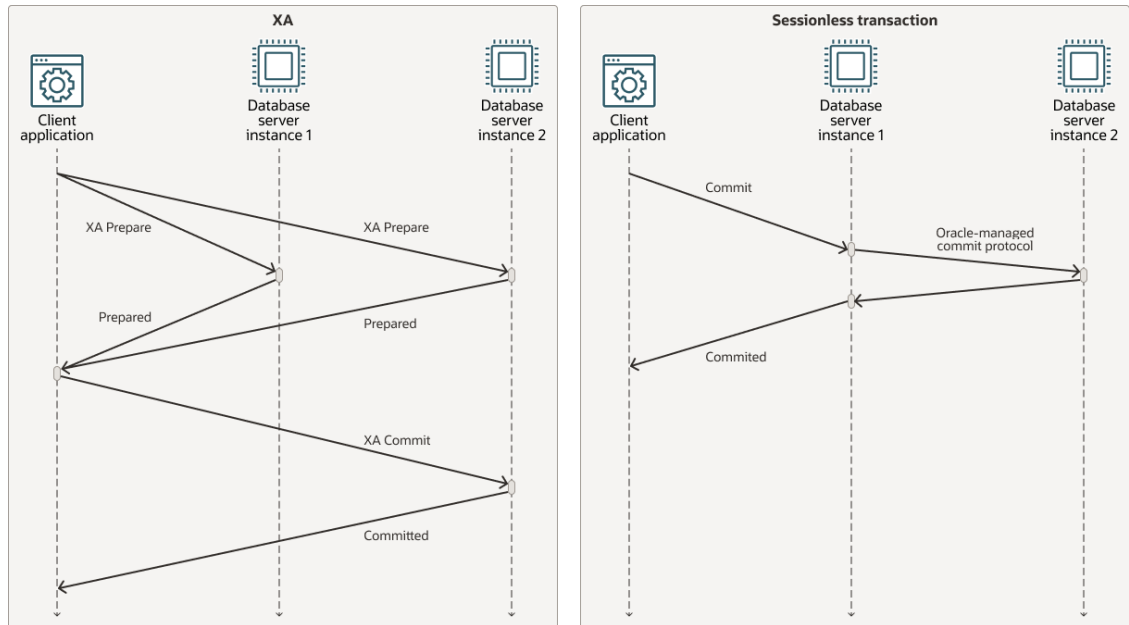 XA
Client
application
Database
server
instance 1
Database
server
instance 2
XA Prepare
XA Prepare
Prepared
Prepared
XA Commit
Committed
Sessionless transaction
Client
application
Database
server
instance 1
Database
server
instance 2
Commit
Oracle-managed
commit protocol
Commited